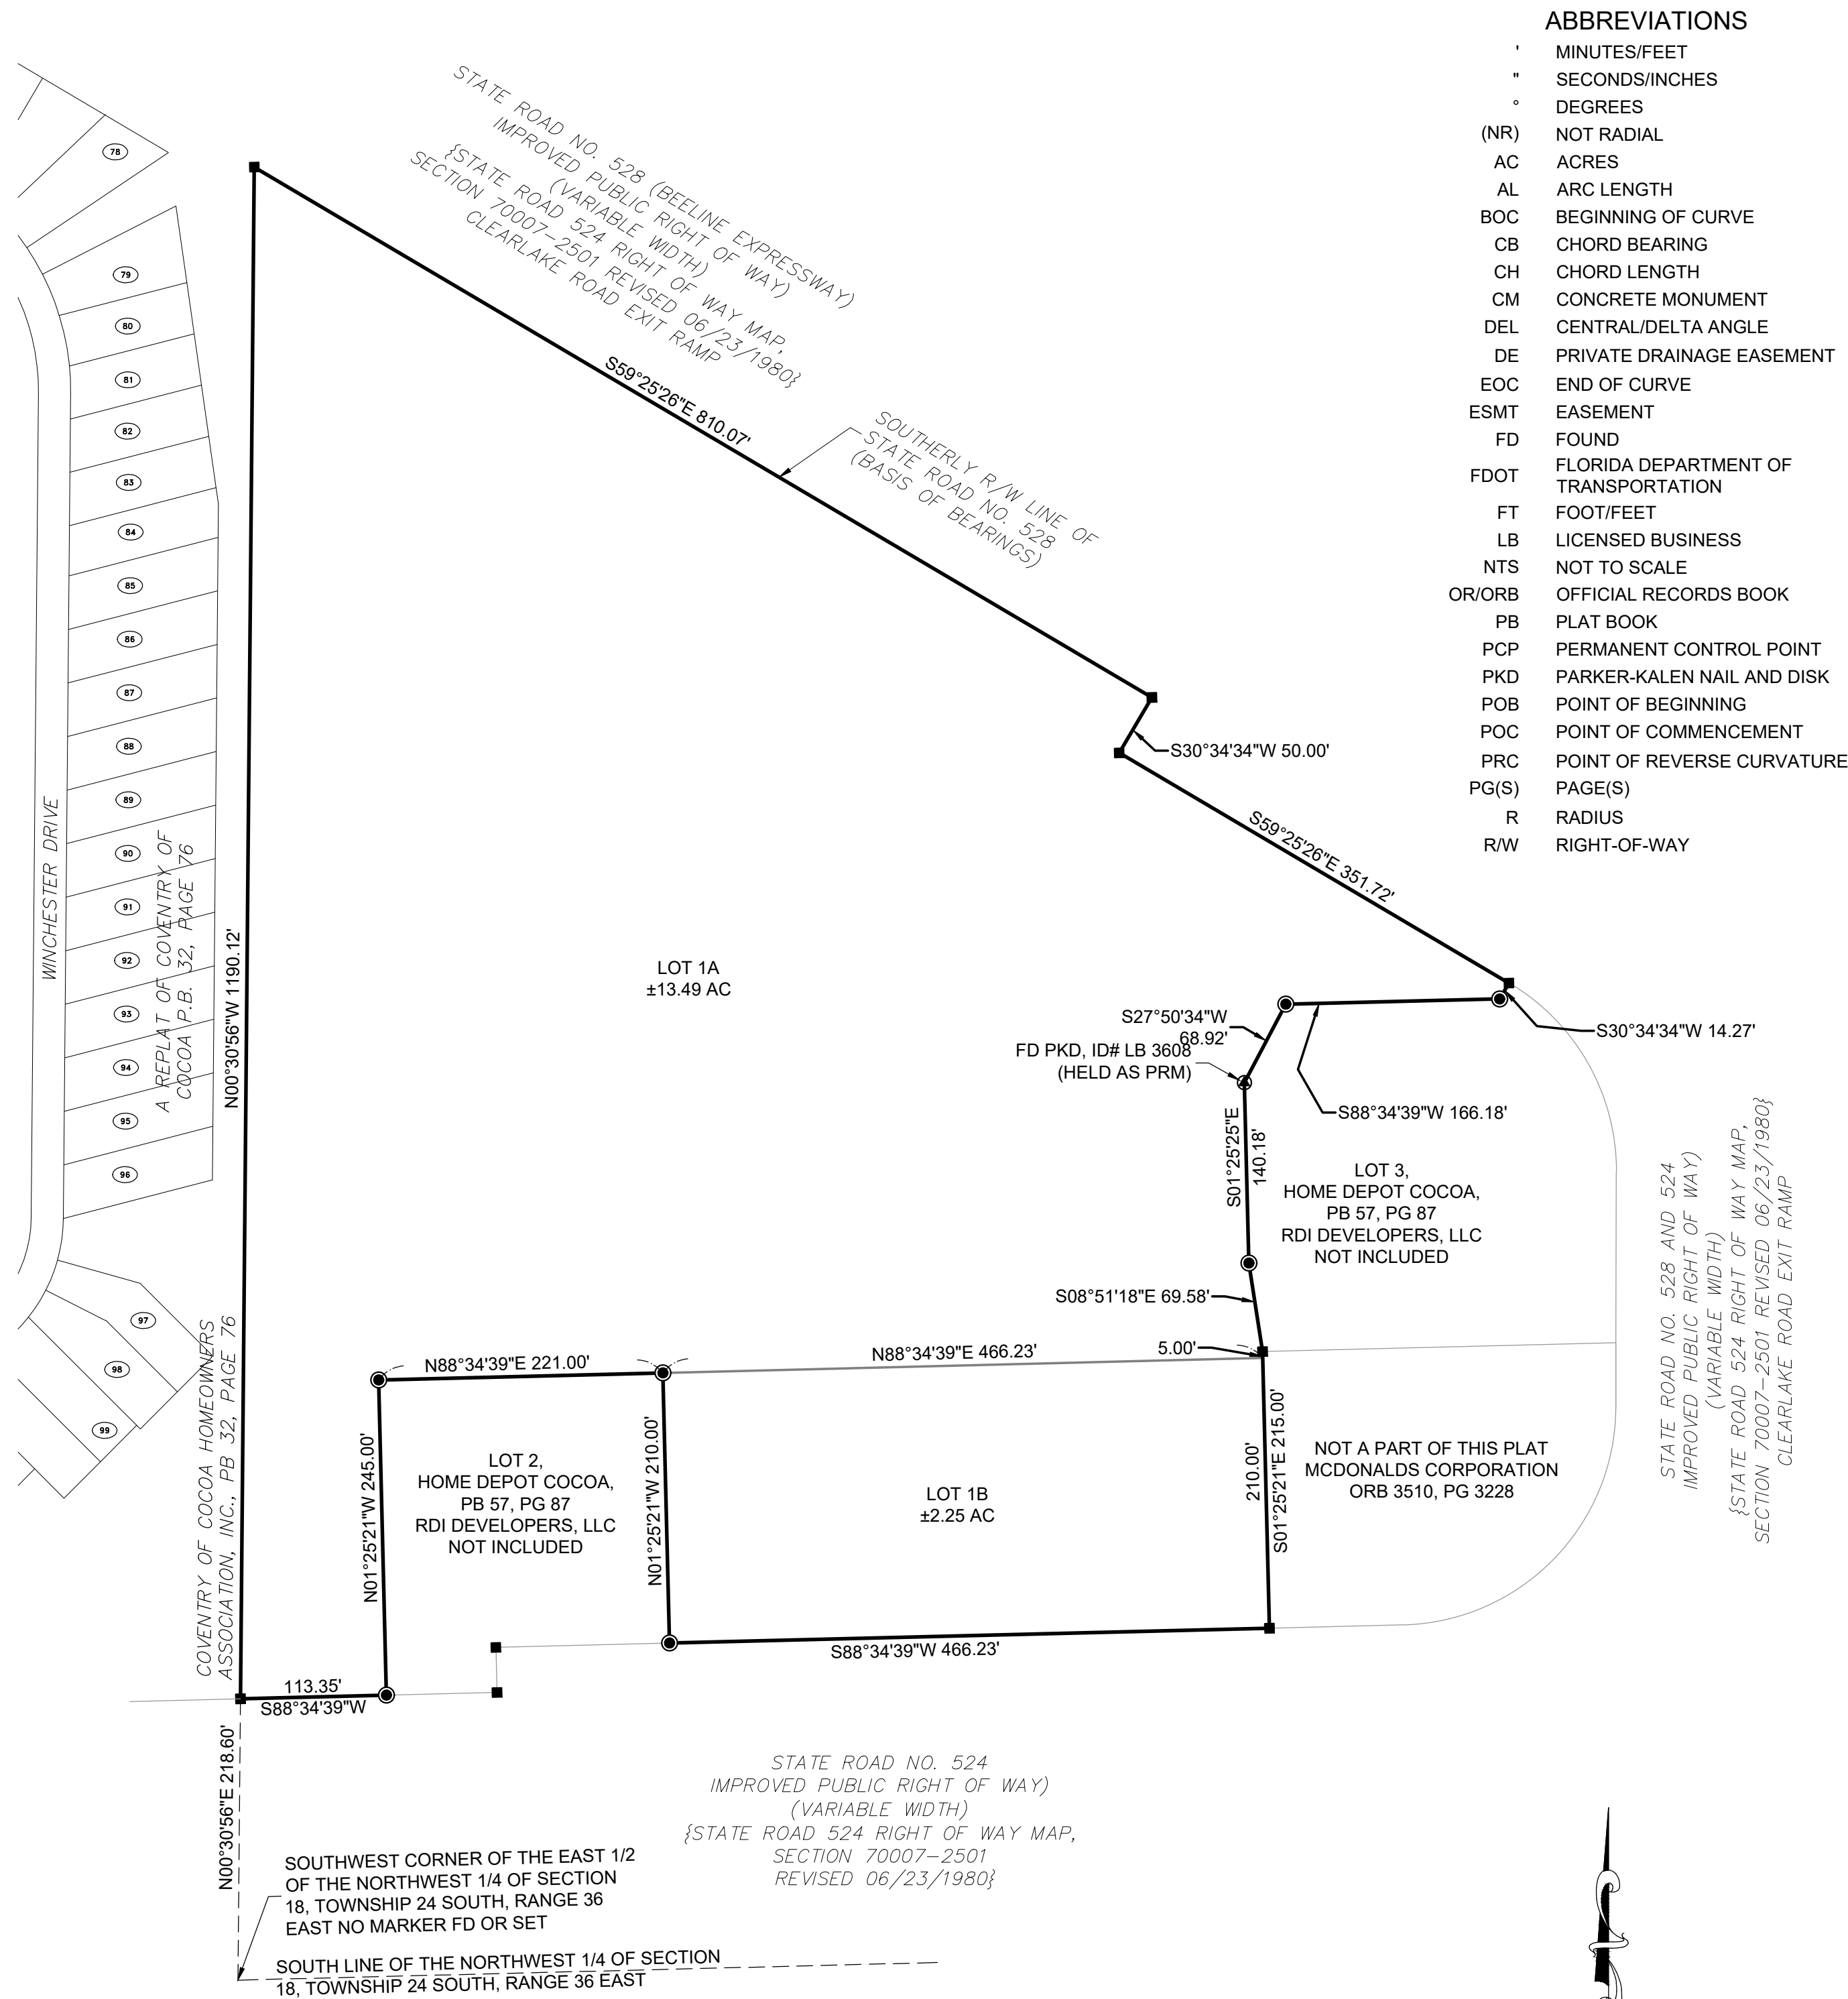 ABBREVIATIONS
' MINUTES/FEET
" SECONDS/INCHES
° DEGREES
(NR) NOT RADIAL
AC ACRES
AL ARC LENGTH
BOC BEGINNING OF CURVE
CB CHORD BEARING
CH CHORD LENGTH
CM CONCRETE MONUMENT
DEL CENTRAL/DELTA ANGLE
DE PRIVATE DRAINAGE EASEMENT
EOC END OF CURVE
ESMT EASEMENT
FD FOUND
FDOT FLORIDA DEPARTMENT OF
TRANSPORTATION
FT FOOT/FEET
LB LICENSED BUSINESS
NTS NOT TO SCALE
OR/ORB OFFICIAL RECORDS BOOK
PB PLAT BOOK
PCP PERMANENT CONTROL POINT
PKD PARKER-KALEN NAIL AND DISK
POB POINT OF BEGINNING
POC POINT OF COMMENCEMENT
PRC POINT OF REVERSE CURVATURE
PG(S) PAGE(S)
R RADIUS
R/W RIGHT-OF-WAY
STATE ROAD NO. 528 (BEELINE EXPRESSWAY)
IMPROVED PUBLIC RIGHT OF WAY)
(VARIABLE WIDTH)
{STATE ROAD 524 RIGHT OF WAY MAP,
SECTION 70007-2501 REVISED 06/23/1980}
CLEARLAKE ROAD EXIT RAMP
S59°25'26"E 810.07'
SOUTHERLY R/W LINE OF
STATE ROAD NO. 528
(BASIS OF BEARINGS)
S30°34'34"W 50.00'
S59°25'26"E 351.72'
78
79
80
81
82
83
84
85
86
87
88
89
90
91
92
93
94
95
96
97
98
99
WINCHESTER DRIVE
A REPLAT OF COVENTRY OF
COCOA P.B. 32, PAGE 76
N00°30'56"W 1190.12'
COVENTRY OF COCOA HOMEOWNERS
ASSOCIATION, INC., PB 32, PAGE 76
LOT 1A
±13.49 AC
S27°50'34"W
68.92'
FD PKD, ID# LB 3608
(HELD AS PRM)
S30°34'34"W 14.27'
S88°34'39"W 166.18'
S01°25'25"E
140.18'
LOT 3,
HOME DEPOT COCOA,
PB 57, PG 87
RDI DEVELOPERS, LLC
NOT INCLUDED
S08°51'18"E 69.58'
5.00'
N88°34'39"E 221.00'
N88°34'39"E 466.23'
N01°25'21"W 245.00'
LOT 2,
HOME DEPOT COCOA,
PB 57, PG 87
RDI DEVELOPERS, LLC
NOT INCLUDED
N01°25'21"W 210.00'
LOT 1B
±2.25 AC
210.00'
S01°25'21"E 215.00'
NOT A PART OF THIS PLAT
MCDONALDS CORPORATION
ORB 3510, PG 3228
STATE ROAD NO. 528 AND 524
IMPROVED PUBLIC RIGHT OF WAY)
(VARIABLE WIDTH)
{STATE ROAD 524 RIGHT OF WAY MAP,
SECTION 70007-2501 REVISED 06/23/1980}
CLEARLAKE ROAD EXIT RAMP
S88°34'39"W 466.23'
113.35'
S88°34'39"W
N00°30'56"E 218.60'
STATE ROAD NO. 524
IMPROVED PUBLIC RIGHT OF WAY)
(VARIABLE WIDTH)
{STATE ROAD 524 RIGHT OF WAY MAP,
SECTION 70007-2501
REVISED 06/23/1980}
SOUTHWEST CORNER OF THE EAST 1/2
OF THE NORTHWEST 1/4 OF SECTION
18, TOWNSHIP 24 SOUTH, RANGE 36
EAST NO MARKER FD OR SET
SOUTH LINE OF THE NORTHWEST 1/4 OF SECTION
18, TOWNSHIP 24 SOUTH, RANGE 36 EAST